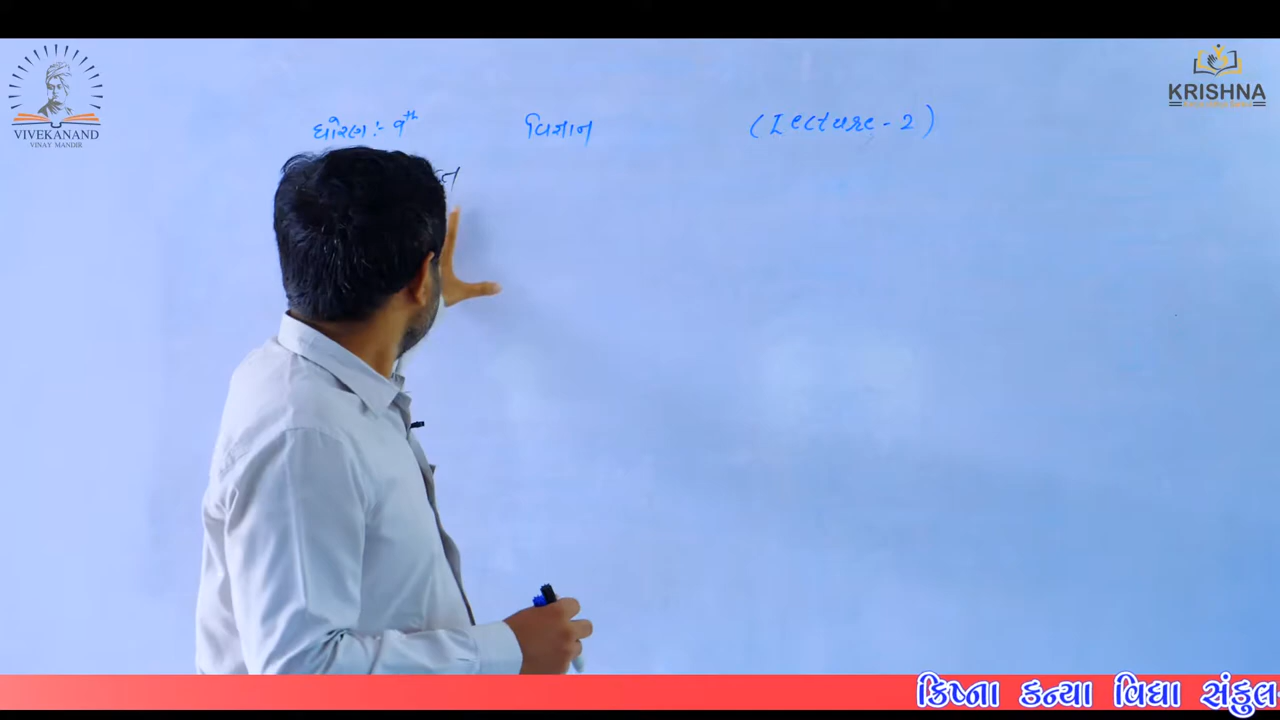 VIVEKANAND
VINAY MANDIR
KRISHNA
ધોરણ :- 9th વિજ્ઞાન (Lecture - 2)
ક્રિષ્ના કન્યા વિદ્યા સંકુલ